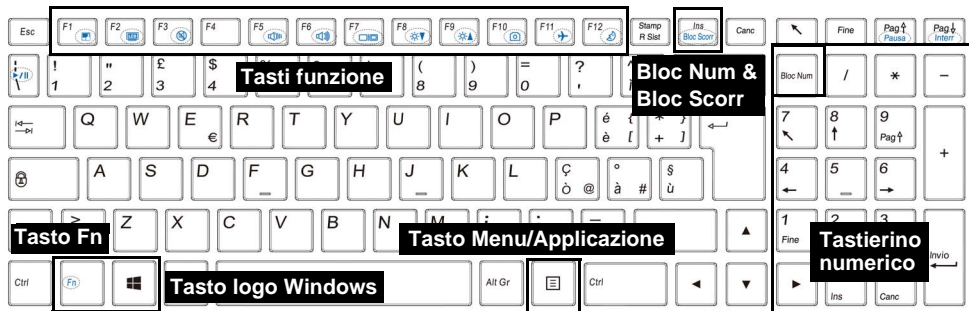 Esc F1 F2 F3 F4 F5 F6 F7 F8 F9 F10 F11 F12 Stamp Ins Canc Fine Pag Pag
R Sist Bloc Scorr Pausa Interr
Tasti funzione
Bloc Num &
Bloc Scorr
\ ! 1 " 2 £ 3 $ 4 ( 8 ) 9 = 0 ? ' Bloc Num / * -
Q W E € R T Y U I O P é è { [ * + } ] 7 8 9 Pag +
A S D F G H J K L ç ò @ ° à # § ù 4 5 6
> Z X C V B N M ; : _ 1 Fine 2 3
Tasto Fn
Tasto Menu/Applicazione
Tastierino
numerico
Invio
Ctrl Fn Alt Gr Ctrl Ins Canc
Tasto logo Windows